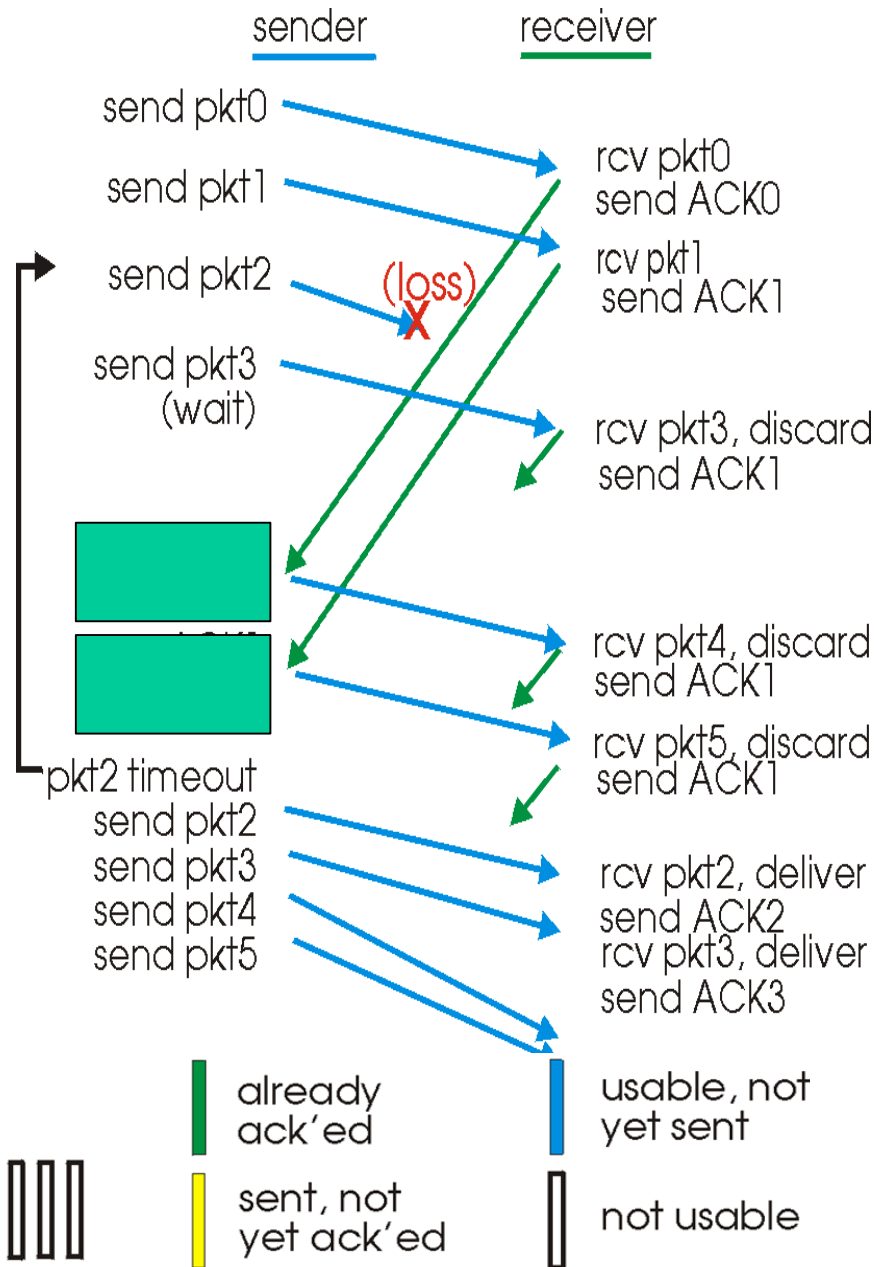 sender
receiver
send pkt0
rcv pkt0
send ACK0
send pkt1
rcv pkt1
send ACK1
send pkt2
(loss)
X
send pkt3
(wait)
rcv pkt3, discard
send ACK1
rcv pkt4, discard
send ACK1
rcv pkt5, discard
send ACK1
pkt2 timeout
send pkt2
send pkt3
send pkt4
send pkt5
rcv pkt2, deliver
send ACK2
rcv pkt3, deliver
send ACK3
already
ack'ed
usable, not
yet sent
sent, not
yet ack'ed
not usable